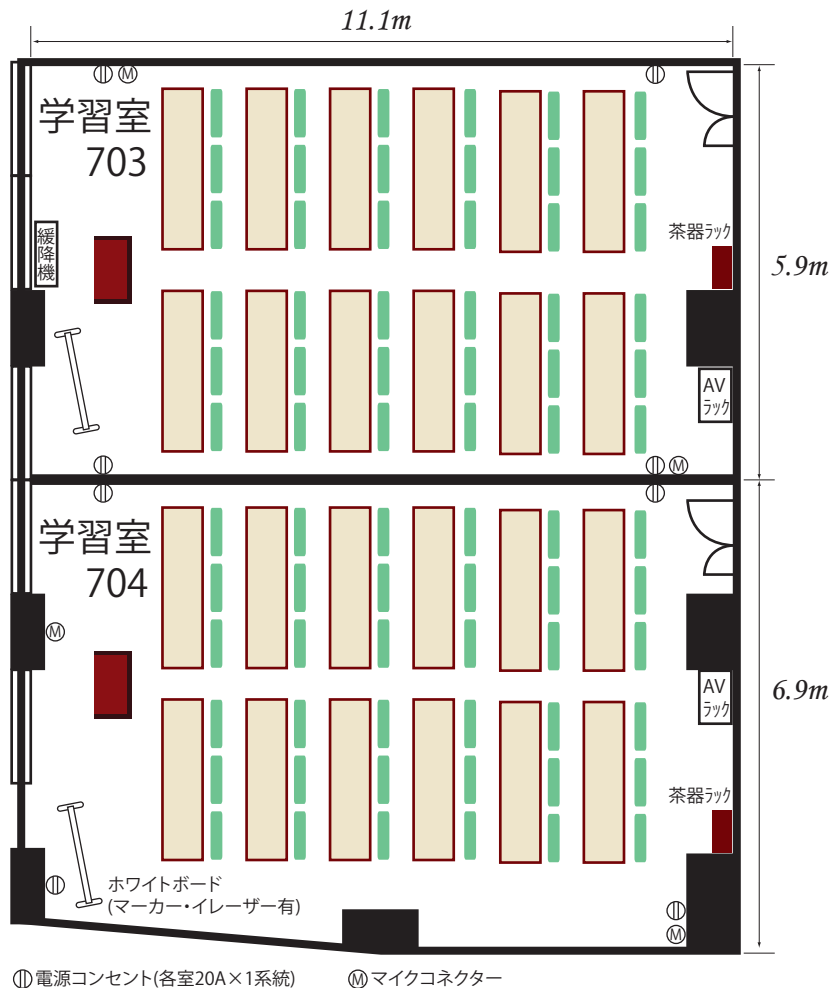 11.1m
Ⓜ
学習室
703
緩降機
茶器ラック
5.9m
AV
ラック
Ⓜ
学習室
704
Ⓜ
AV
ラック
6.9m
茶器ラック
ホワイトボード
(マーカー・イレーザー有)
Ⓜ
電源コンセント(各室20A×1系統)
Ⓜマイクコネクター